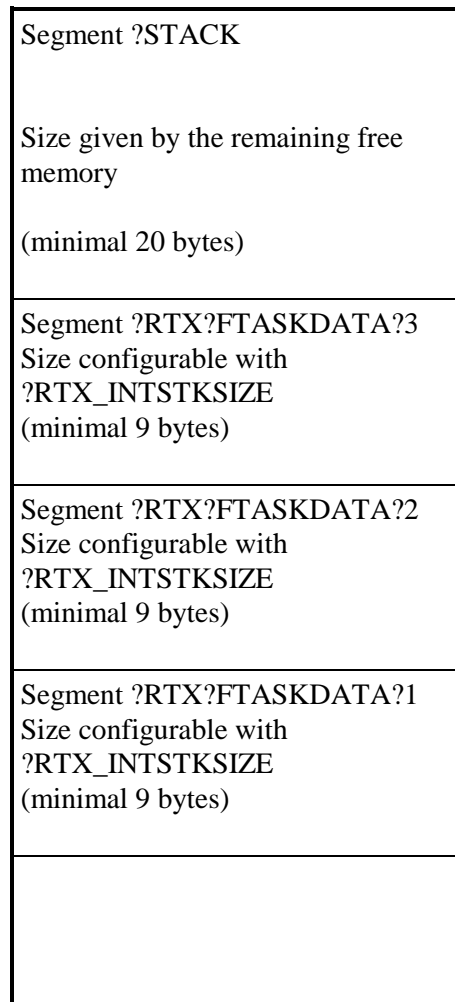 Segment ?STACK
Size given by the remaining free
memory
(minimal 20 bytes)
Segment ?RTX?FTASKDATA?3
Size configurable with
?RTX_INTSTKSIZE
(minimal 9 bytes)
Segment ?RTX?FTASKDATA?2
Size configurable with
?RTX_INTSTKSIZE
(minimal 9 bytes)
Segment ?RTX?FTASKDATA?1
Size configurable with
?RTX_INTSTKSIZE
(minimal 9 bytes)